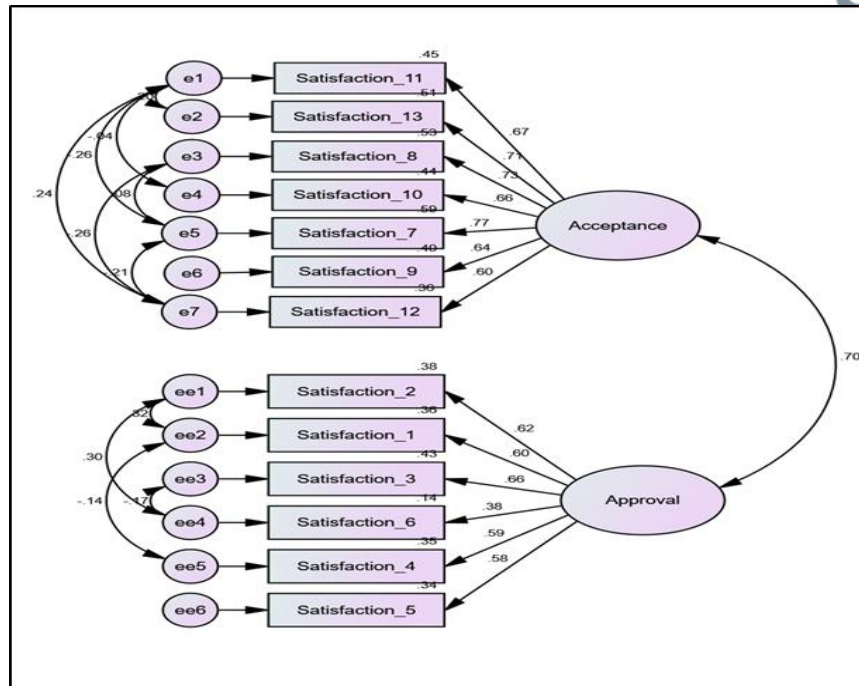 .45
e1 Satisfaction_11
.51
e2 Satisfaction_13
.67
-.04
.53
.71
e3 Satisfaction_8
-.26
.73
.44
.24
.08
e4 Satisfaction_10
.66
.59
Acceptance
-.26
e5 Satisfaction_7
.77
.40
.64
e6 Satisfaction_9
.21
.60
.36
e7 Satisfaction_12
.70
.38
ee1 Satisfaction_2
.32
.36
.62
ee2 Satisfaction_1
.60
.30
.43
ee3 Satisfaction_3
.66
-.14
-.17
.14
Approval
ee4 Satisfaction_6
.38
.35
.59
ee5 Satisfaction_4
.58
.34
ee6 Satisfaction_5